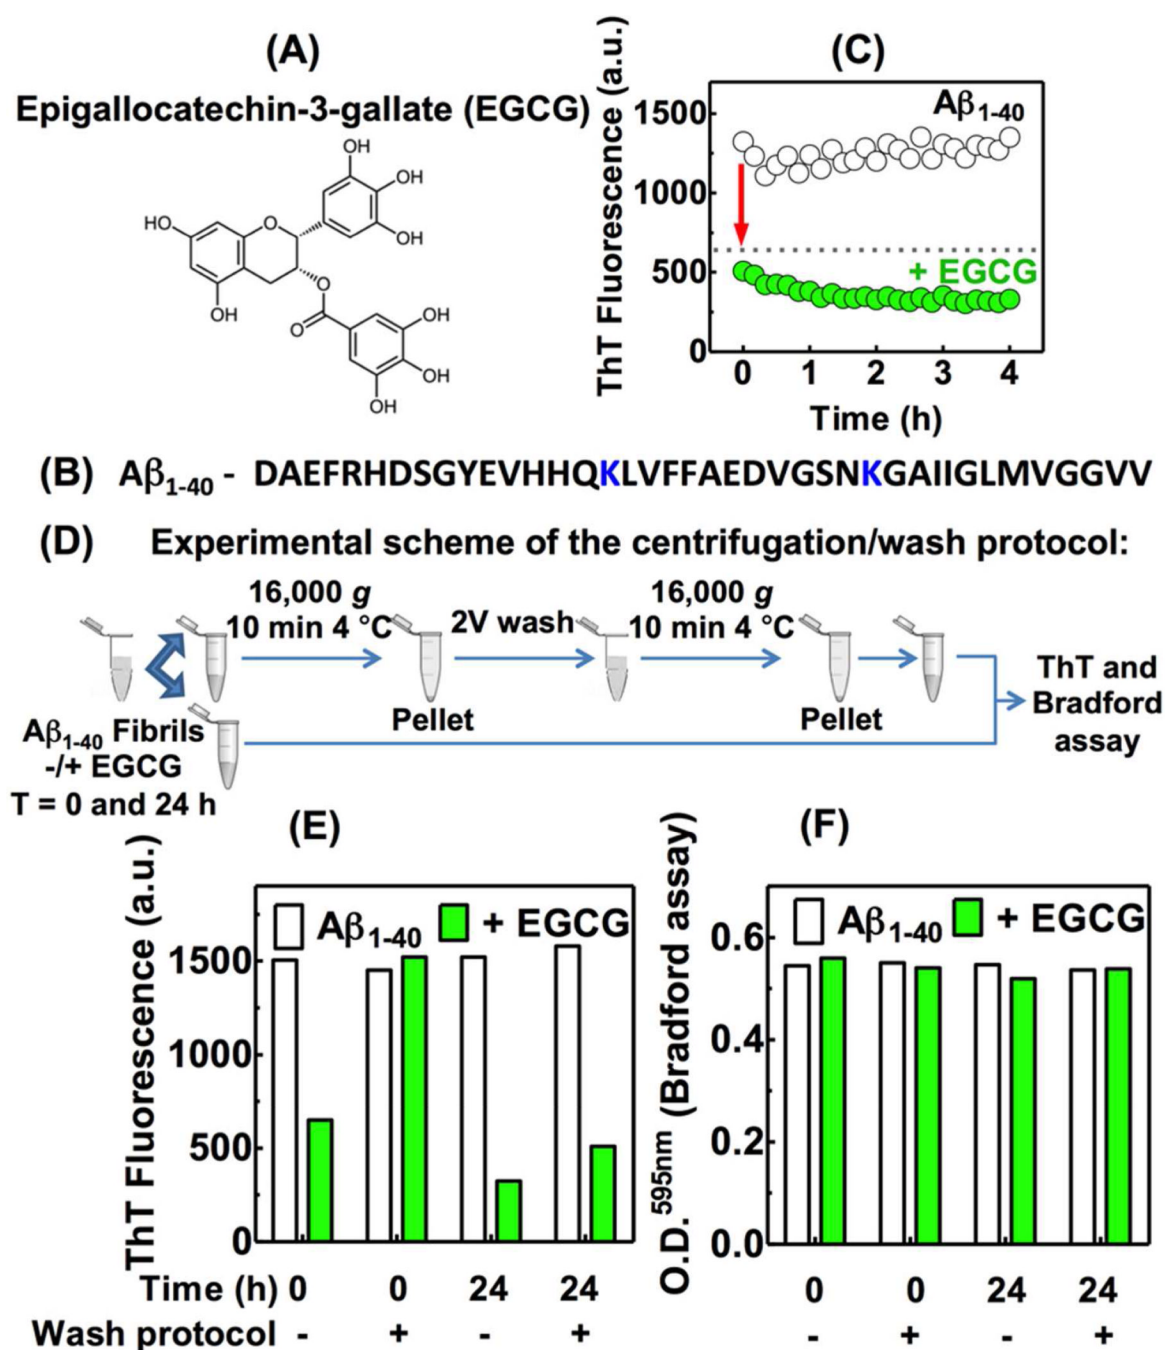 (A)
Epigallocatechin-3-gallate (EGCG)
OH
OH
OH
HO
O
OH
O
O
OH
OH
OH
(C)
ThT Fluorescence (a.u.)
1500
1000
500
0
Aβ1-40
+ EGCG
0 1 2 3 4
Time (h)
(B) Aβ1-40 - DAEFRHDSGYEVHHQKLVFFAEDVGSNKGAIIGLMVGGVV
(D) Experimental scheme of the centrifugation/wash protocol:
16,000 g
10 min 4 °C
2V wash
16,000 g
10 min 4 °C
Pellet
Pellet
Aβ1-40 Fibrils
-/+ EGCG
T = 0 and 24 h
ThT and
Bradford
assay
(E)
ThT Fluorescence (a.u.)
Aβ1-40 + EGCG
1500
1000
500
0
Time (h) 0 0 24 24
Wash protocol - + - +
(F)
O.D. 595nm (Bradford assay)
Aβ1-40 + EGCG
0.6
0.4
0.2
0.0
0 0 24 24
- + - +